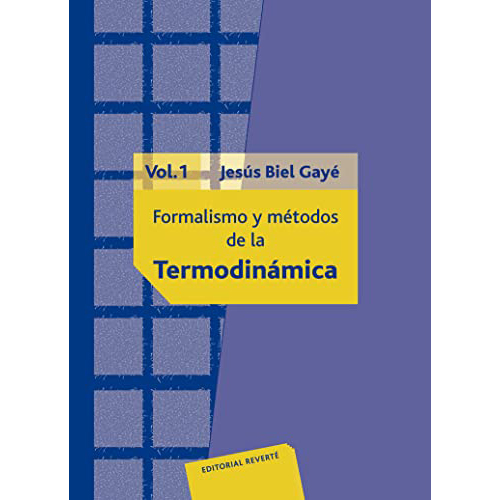 Vol.1 Jesús Biel Gayé
Formalismo y métodos
de la
Termodinámica
EDITORIAL REVERTÉ